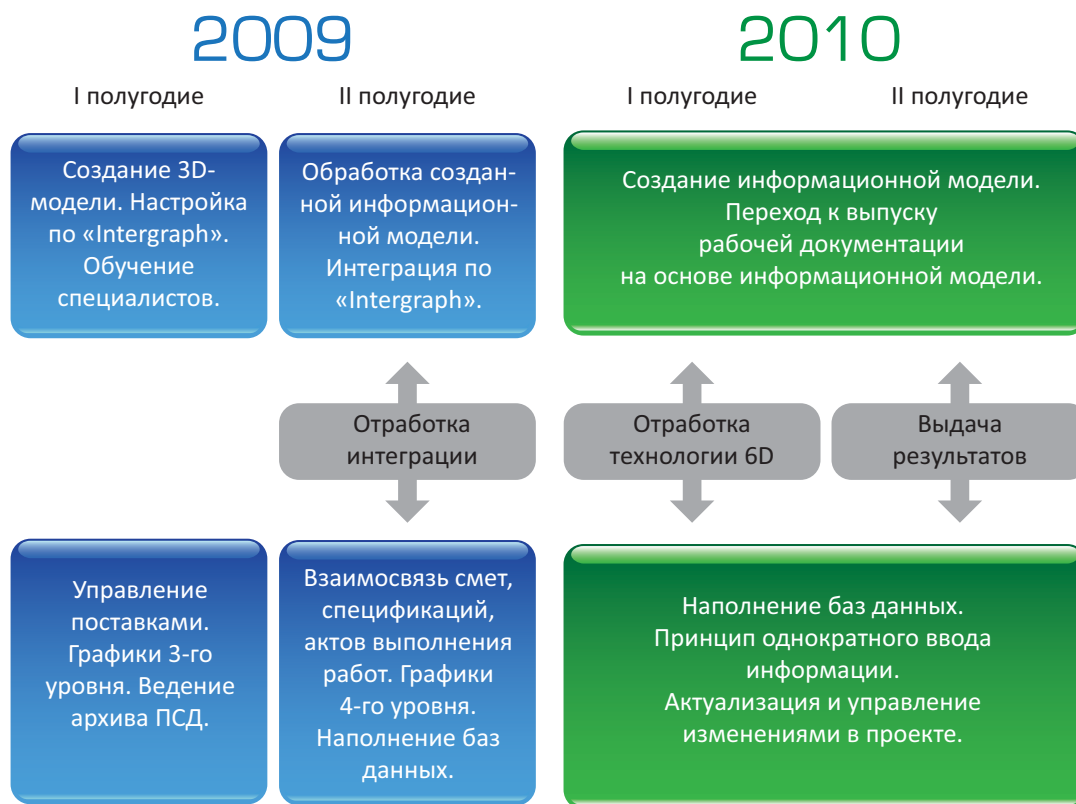 2009
2010
I полугодие
II полугодие
I полугодие
II полугодие
Создание 3D-
модели. Настройка
по «Intergraph».
Обучение
специалистов.
Обработка создан-
ной информацион-
ной модели.
Интеграция по
«Intergraph».
Создание информационной модели.
Переход к выпуску
рабочей документации
на основе информационной модели.
Отработка
интеграции
Отработка
технологии 6D
Выдача
результатов
Управление
поставками.
Графики 3-го
уровня. Ведение
архива ПСД.
Взаимосвязь смет,
спецификаций,
актов выполнения
работ. Графики
4-го уровня.
Наполнение баз
данных.
Наполнение баз данных.
Принцип однократного ввода
информации.
Актуализация и управление
изменениями в проекте.